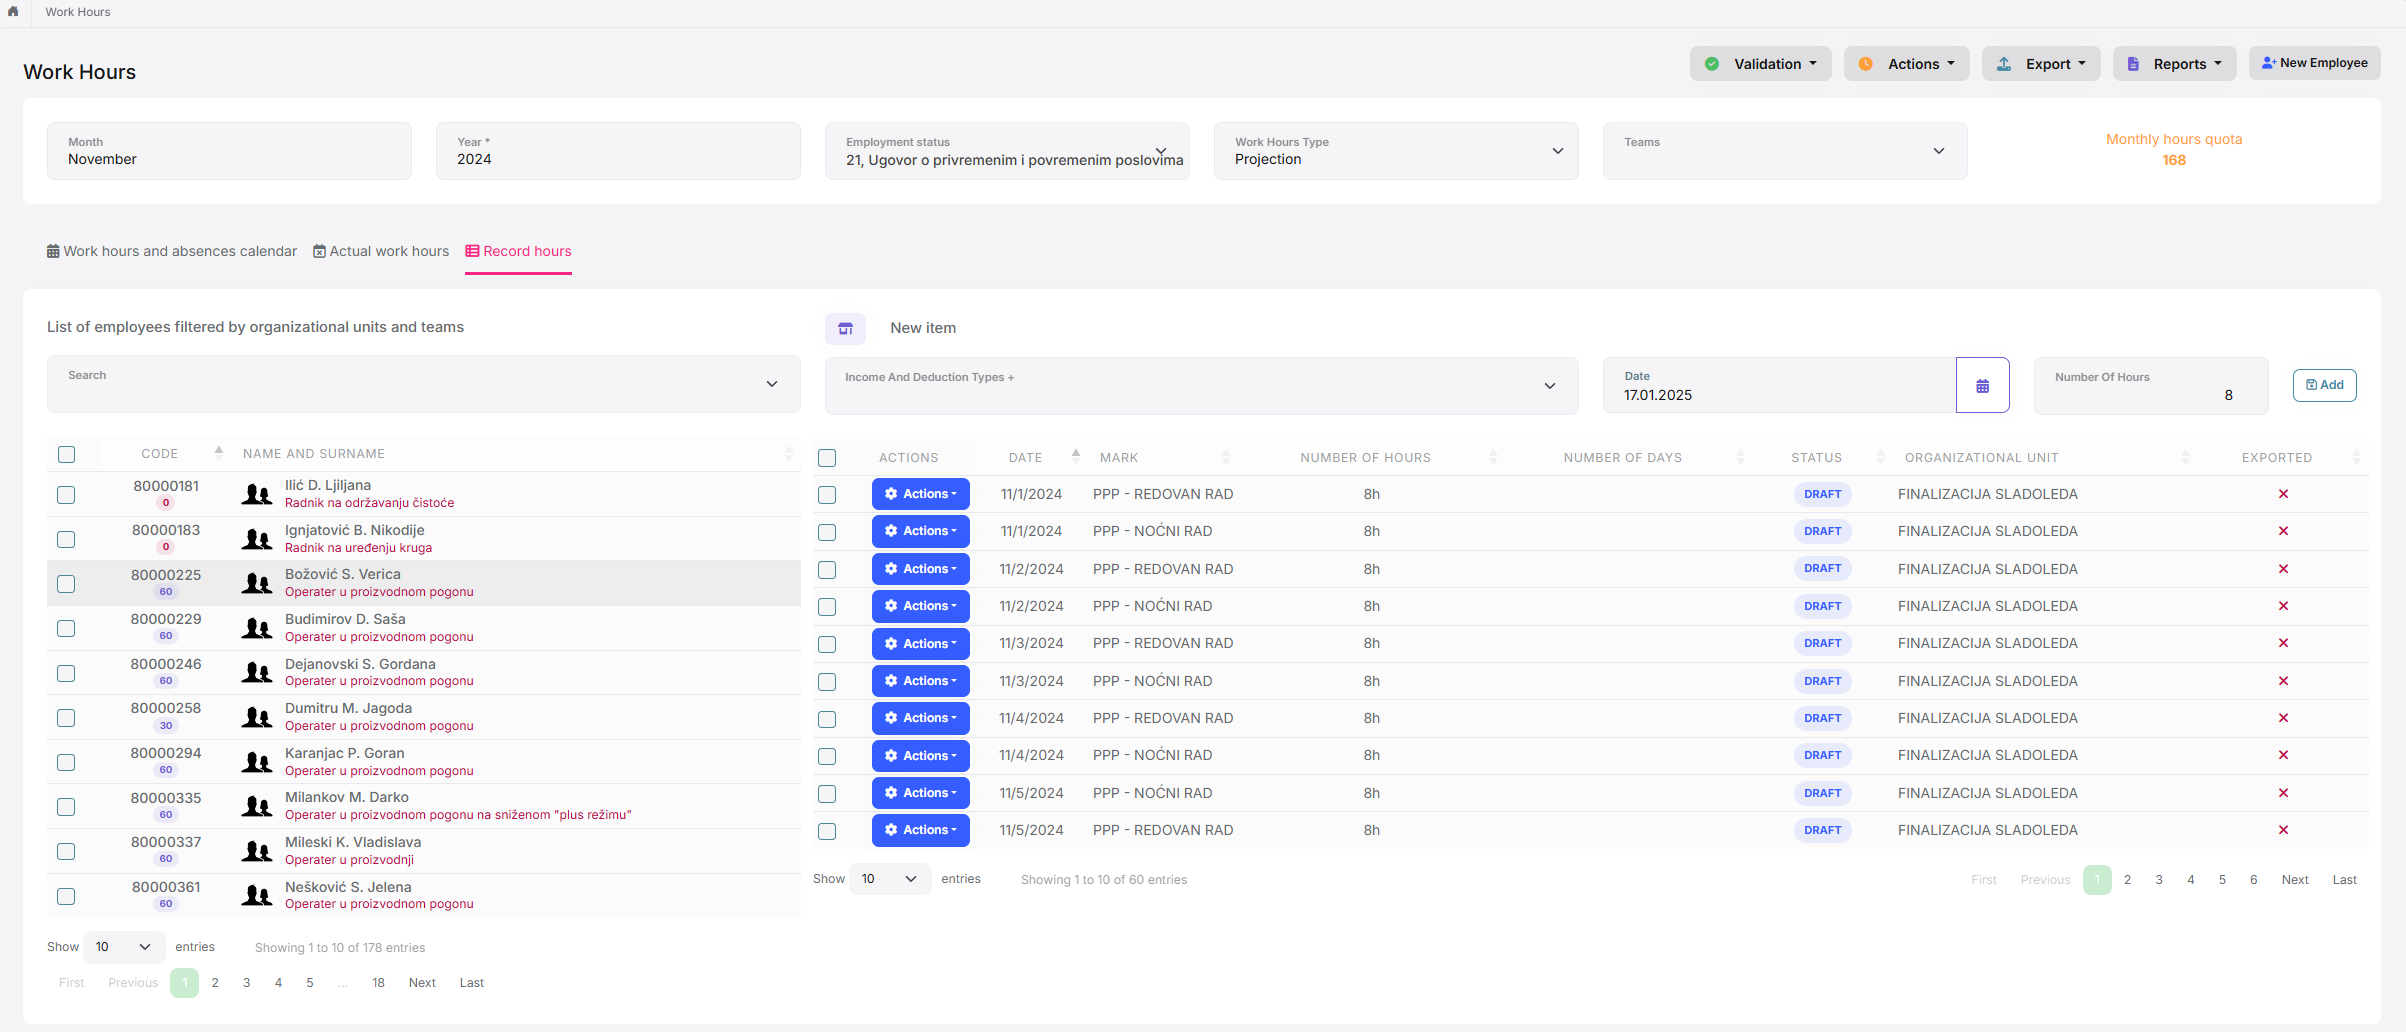 Work Hours
Work Hours
Validation
Actions
Export
Reports
New Employee
Month
November
Year *
2024
Employment status
21, Ugovor o privremenim i povremenim poslovima
Work Hours Type
Projection
Teams
Monthly hours quota
168
Work hours and absences calendar
Actual work hours
Record hours
List of employees filtered by organizational units and teams
New item
Search
Income And Deduction Types +
Date
17.01.2025
Number Of Hours
8
Add
CODE NAME AND SURNAME
80000181 Ilić D. Ljiljana
0 Radnik na održavanju čistoće
80000183 Ignjatović B. Nikodije
0 Radnik na uređenju kruga
80000225 Božović S. Verica
60 Operater u proizvodnom pogonu
80000229 Budimirov D. Saša
60 Operater u proizvodnom pogonu
80000246 Dejanovski S. Gordana
60 Operater u proizvodnom pogonu
80000258 Dumitru M. Jagoda
30 Operater u proizvodnom pogonu
80000294 Karanjac P. Goran
60 Operater u proizvodnom pogonu
80000335 Milankov M. Darko
60 Operater u proizvodnom pogonu na sniženom "plus režimu"
80000337 Mileski K. Vladislava
60 Operater u proizvodnji
80000361 Nešković S. Jelena
60 Operater u proizvodnom pogonu
Show 10 entries Showing 1 to 10 of 178 entries
First Previous 1 2 3 4 5 ... 18 Next Last
ACTIONS DATE MARK NUMBER OF HOURS NUMBER OF DAYS STATUS ORGANIZATIONAL UNIT EXPORTED
Actions 11/1/2024 PPP - REDOVAN RAD 8h DRAFT FINALIZACIJA SLADOLEDA
Actions 11/1/2024 PPP - NOĆNI RAD 8h DRAFT FINALIZACIJA SLADOLEDA
Actions 11/2/2024 PPP - REDOVAN RAD 8h DRAFT FINALIZACIJA SLADOLEDA
Actions 11/2/2024 PPP - NOĆNI RAD 8h DRAFT FINALIZACIJA SLADOLEDA
Actions 11/3/2024 PPP - REDOVAN RAD 8h DRAFT FINALIZACIJA SLADOLEDA
Actions 11/3/2024 PPP - NOĆNI RAD 8h DRAFT FINALIZACIJA SLADOLEDA
Actions 11/4/2024 PPP - REDOVAN RAD 8h DRAFT FINALIZACIJA SLADOLEDA
Actions 11/4/2024 PPP - NOĆNI RAD 8h DRAFT FINALIZACIJA SLADOLEDA
Actions 11/5/2024 PPP - NOĆNI RAD 8h DRAFT FINALIZACIJA SLADOLEDA
Actions 11/5/2024 PPP - REDOVAN RAD 8h DRAFT FINALIZACIJA SLADOLEDA
Show 10 entries Showing 1 to 10 of 60 entries
First Previous 1 2 3 4 5 6 Next Last